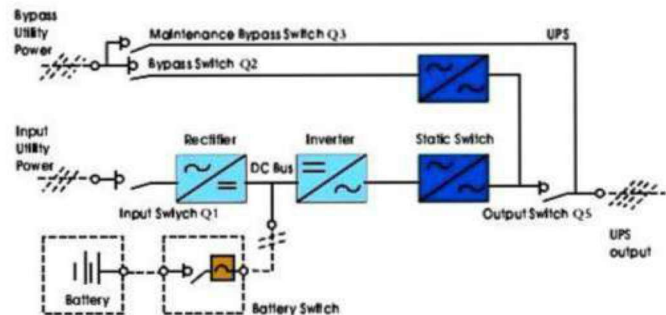 Bypass
Utility
Power
Maintenance Bypass Switch Q3
UPS
Bypass Switch Q2
Input
Utility
Power
Rectifier
DC Bus
Inverter
Static Switch
Input Swlych Q1
Output Switch Q5
UPS
output
Battery
Battery Switch